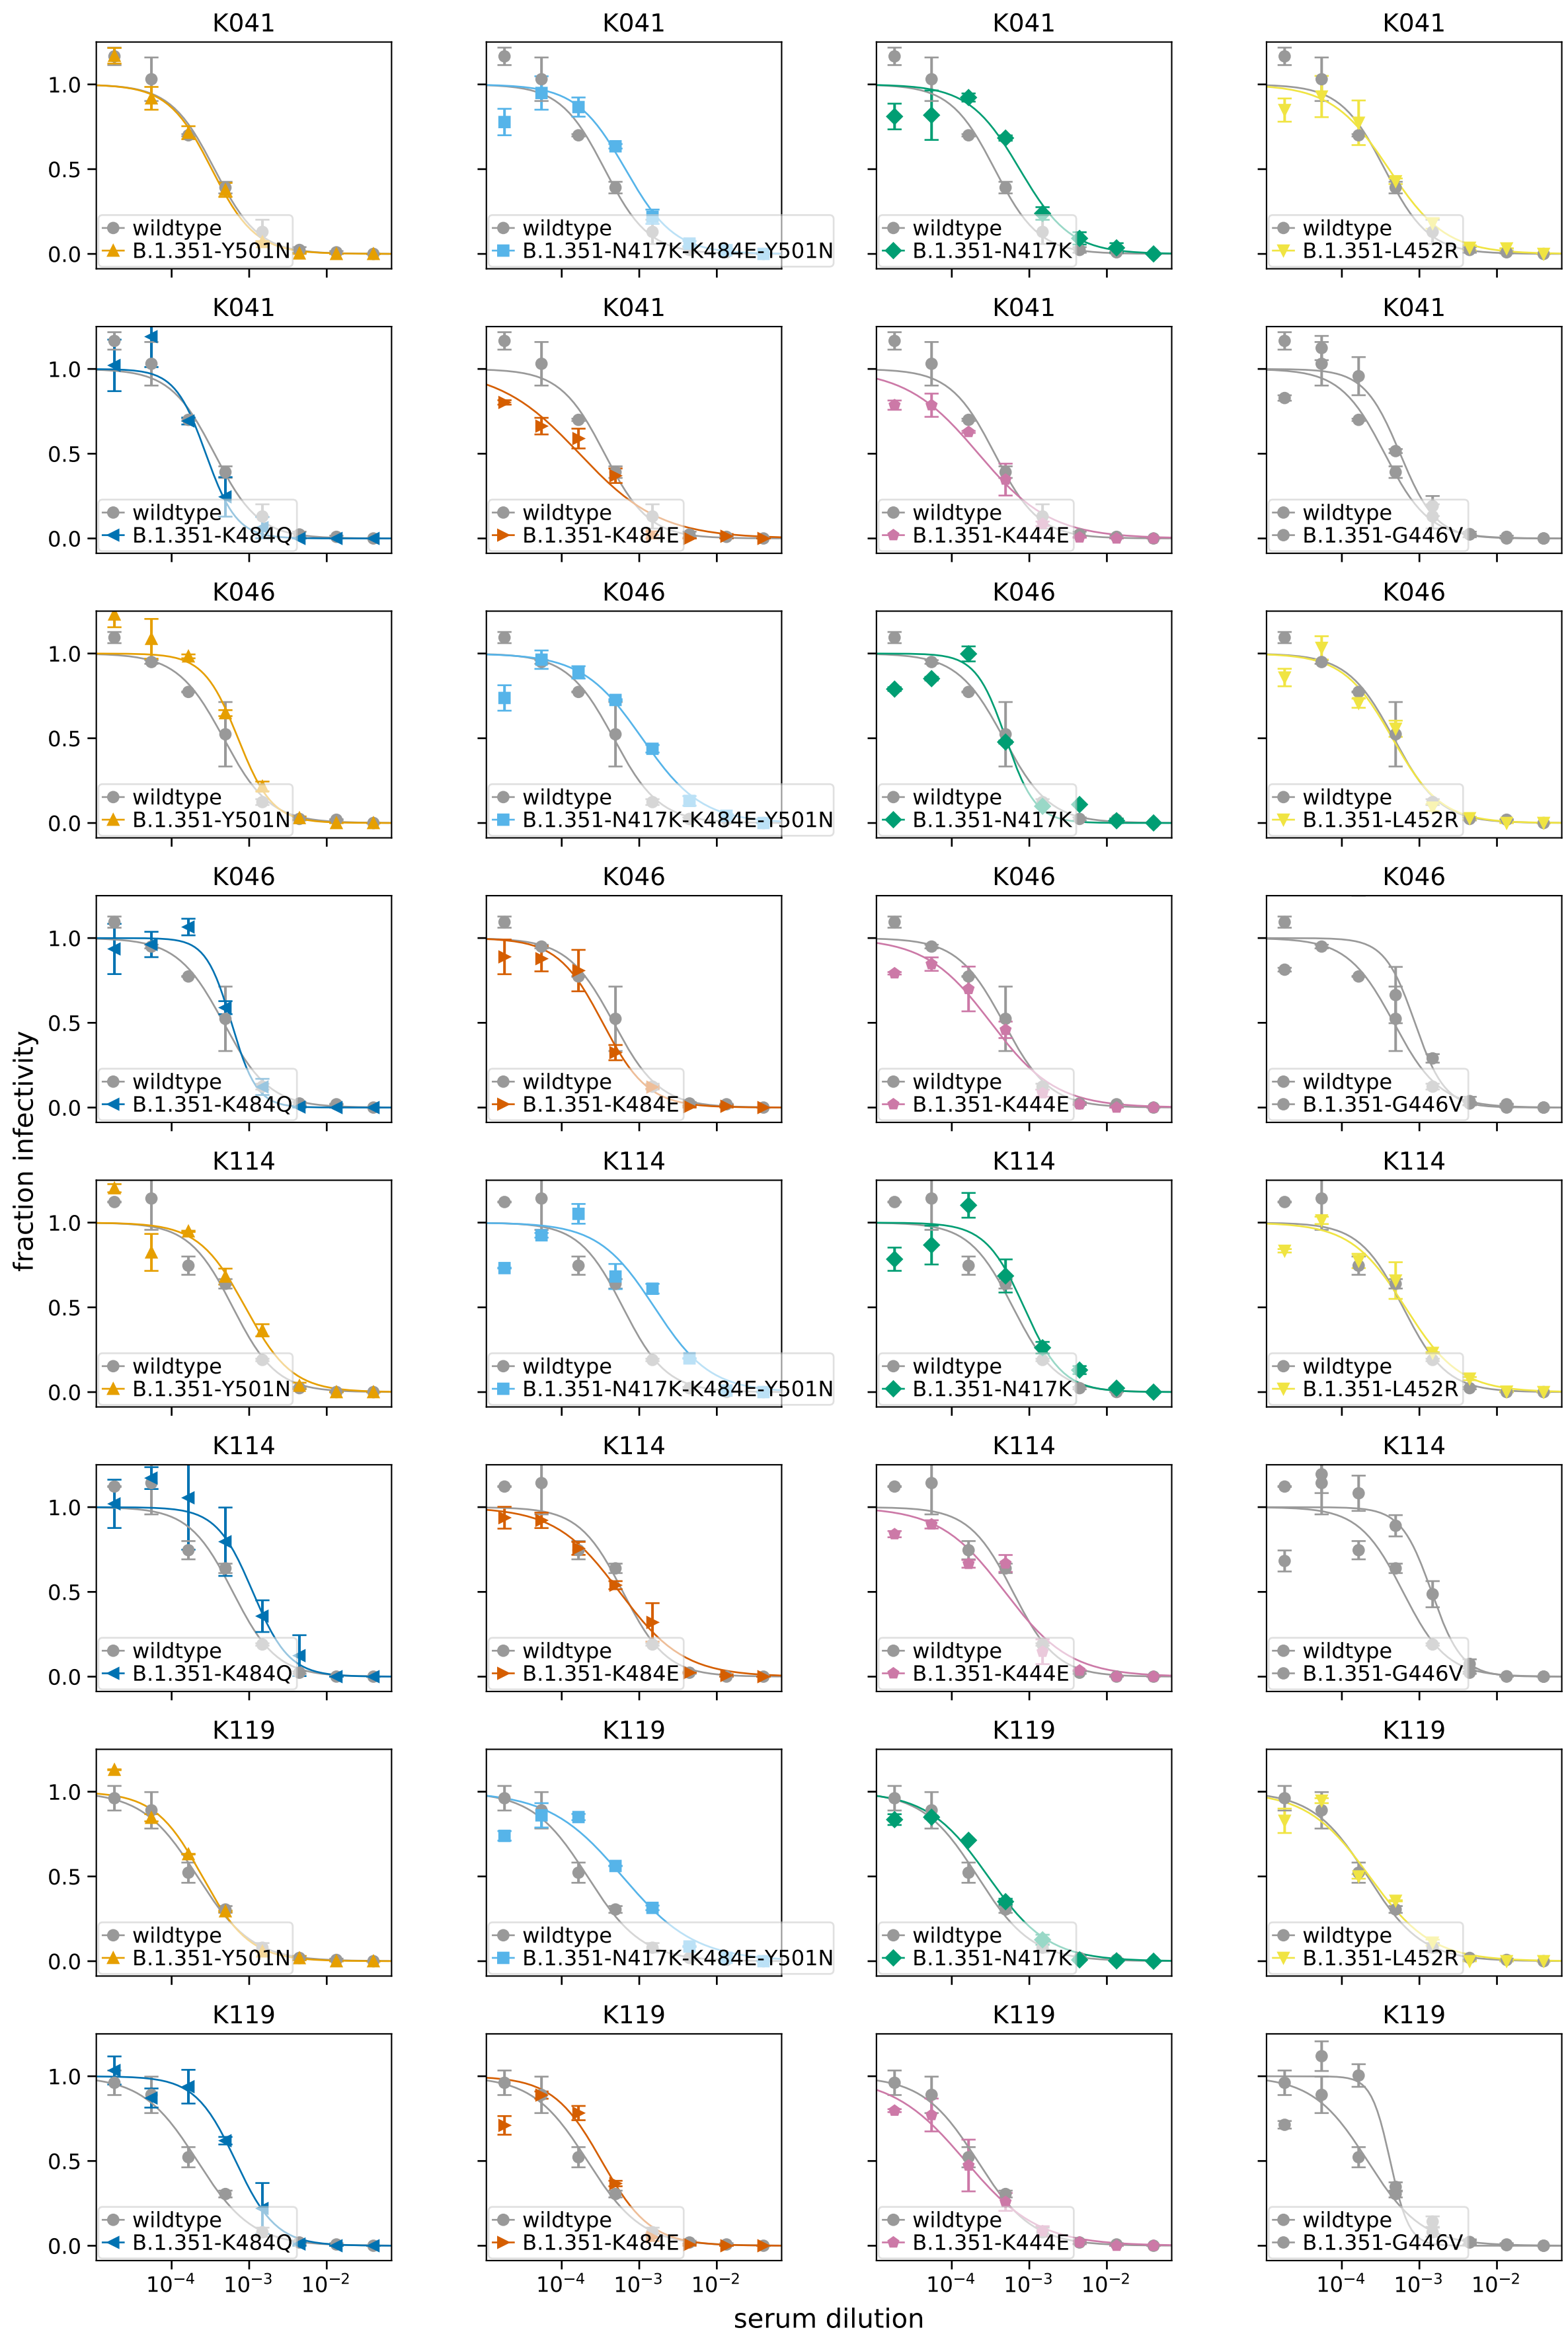 K041 K041 K041 K041
1.0
0.5
0.0
wildtype wildtype wildtype wildtype
B.1.351-Y501N B.1.351-N417K-K484E-Y501N B.1.351-N417K B.1.351-L452R
K041 K041 K041 K041
1.0
0.5
0.0
wildtype wildtype wildtype wildtype
B.1.351-K484Q B.1.351-K484E B.1.351-K444E B.1.351-G446V
K046 K046 K046 K046
1.0
0.5
0.0
wildtype wildtype wildtype wildtype
B.1.351-Y501N B.1.351-N417K-K484E-Y501N B.1.351-N417K B.1.351-L452R
K046 K046 K046 K046
1.0
0.5
0.0
wildtype wildtype wildtype wildtype
B.1.351-K484Q B.1.351-K484E B.1.351-K444E B.1.351-G446V
fraction infectivity
K114 K114 K114 K114
1.0
0.5
0.0
wildtype wildtype wildtype wildtype
B.1.351-Y501N B.1.351-N417K-K484E-Y501N B.1.351-N417K B.1.351-L452R
K114 K114 K114 K114
1.0
0.5
0.0
wildtype wildtype wildtype wildtype
B.1.351-K484Q B.1.351-K484E B.1.351-K444E B.1.351-G446V
K119 K119 K119 K119
1.0
0.5
0.0
wildtype wildtype wildtype wildtype
B.1.351-Y501N B.1.351-N417K-K484E-Y501N B.1.351-N417K B.1.351-L452R
K119 K119 K119 K119
1.0
0.5
0.0
wildtype wildtype wildtype wildtype
B.1.351-K484Q B.1.351-K484E B.1.351-K444E B.1.351-G446V
10⁻⁴ 10⁻³ 10⁻² 10⁻⁴ 10⁻³ 10⁻² 10⁻⁴ 10⁻³ 10⁻² 10⁻⁴ 10⁻³ 10⁻²
serum dilution